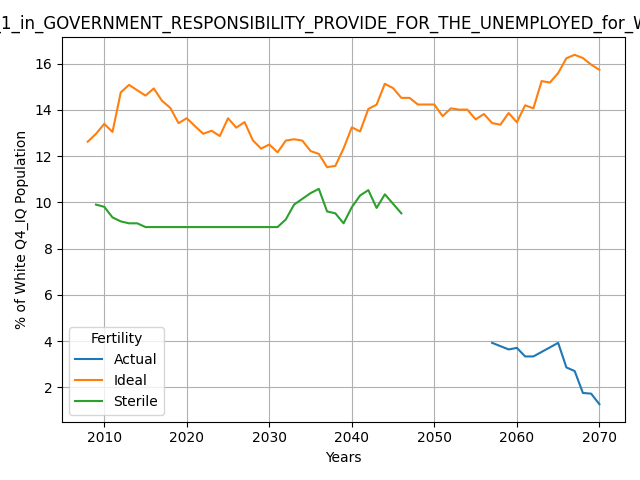 _1_in_GOVERNMENT_RESPONSIBILITY_PROVIDE_FOR_THE_UNEMPLOYED_for_W
% of White Q4_IQ Population
16
14
12
10
8
6
4
2
Fertility
Actual
Ideal
Sterile
2010 2020 2030 2040 2050 2060 2070
Years